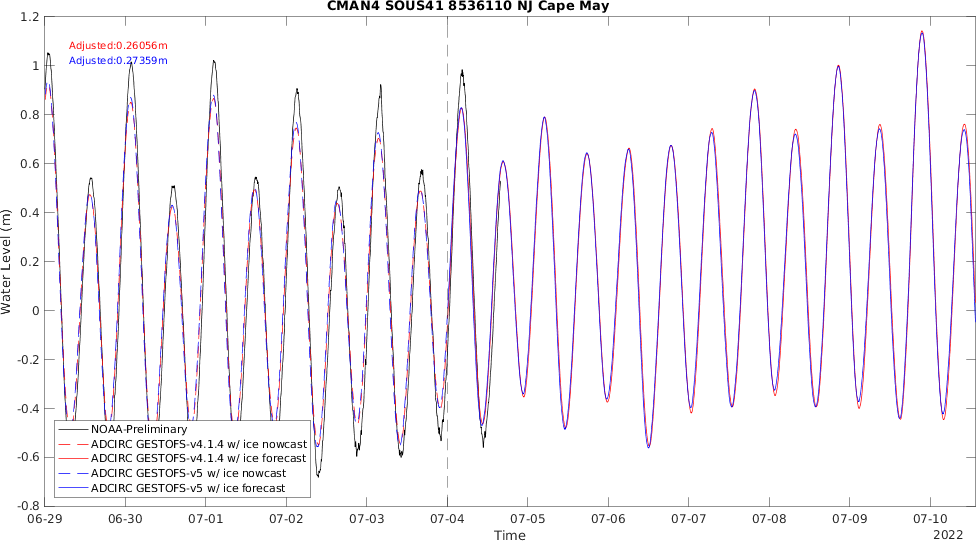 CMAN4 SOUS41 8536110 NJ Cape May
Adjusted:0.26056m
Adjusted:0.27359m
1.2
1
0.8
0.6
0.4
0.2
0
-0.2
-0.4
-0.6
-0.8
Water Level (m)
NOAA-Preliminary
ADCIRC GESTOFS-v4.1.4 w/ ice nowcast
ADCIRC GESTOFS-v4.1.4 w/ ice forecast
ADCIRC GESTOFS-v5 w/ ice nowcast
ADCIRC GESTOFS-v5 w/ ice forecast
06-29 06-30 07-01 07-02 07-03 07-04 07-05 07-06 07-07 07-08 07-09 07-10
Time
2022